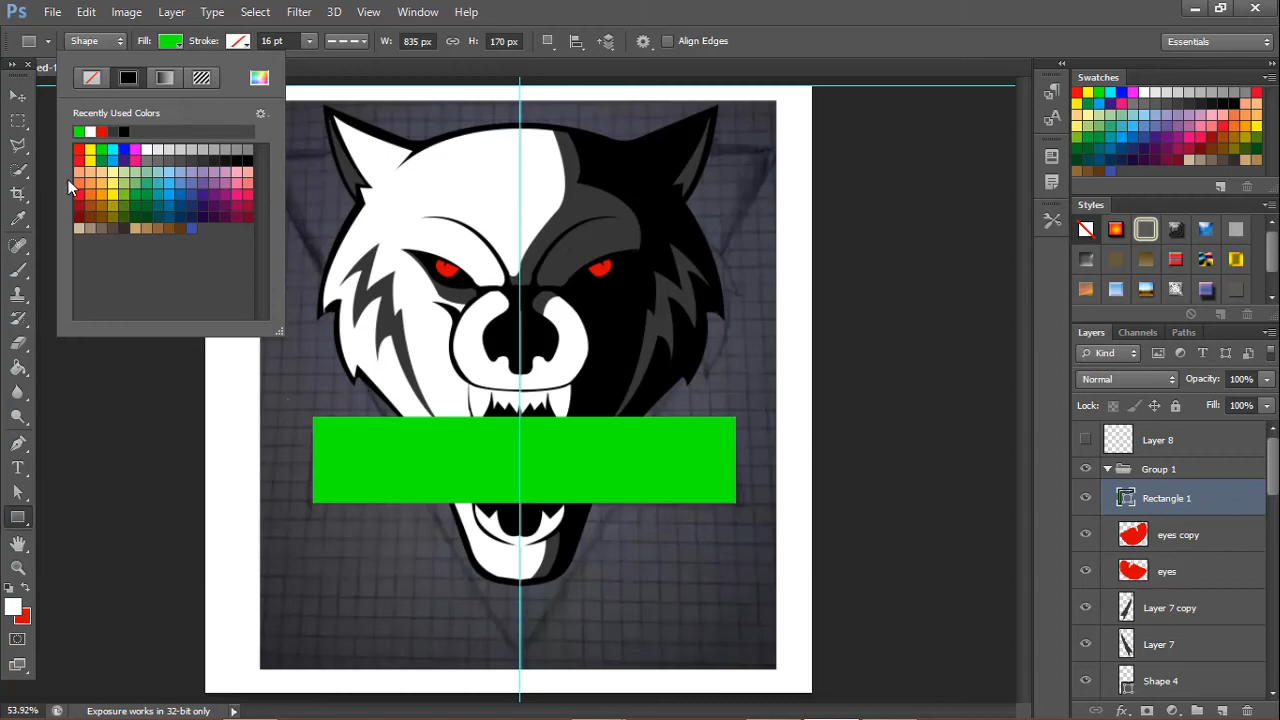 Ps File Edit Image Layer Type Select Filter 3D View Window Help
Shape Fill: Stroke: 16 pt W: 835 px H: 170 px Align Edges Essentials
ed-1
Recently Used Colors
Swatches
Styles
Layers Channels Paths
Kind
Normal Opacity: 100%
Lock: Fill: 100%
Layer 8
Group 1
Rectangle 1
eyes copy
eyes
Layer 7 copy
Layer 7
Shape 4
53.92% Exposure works in 32-bit only